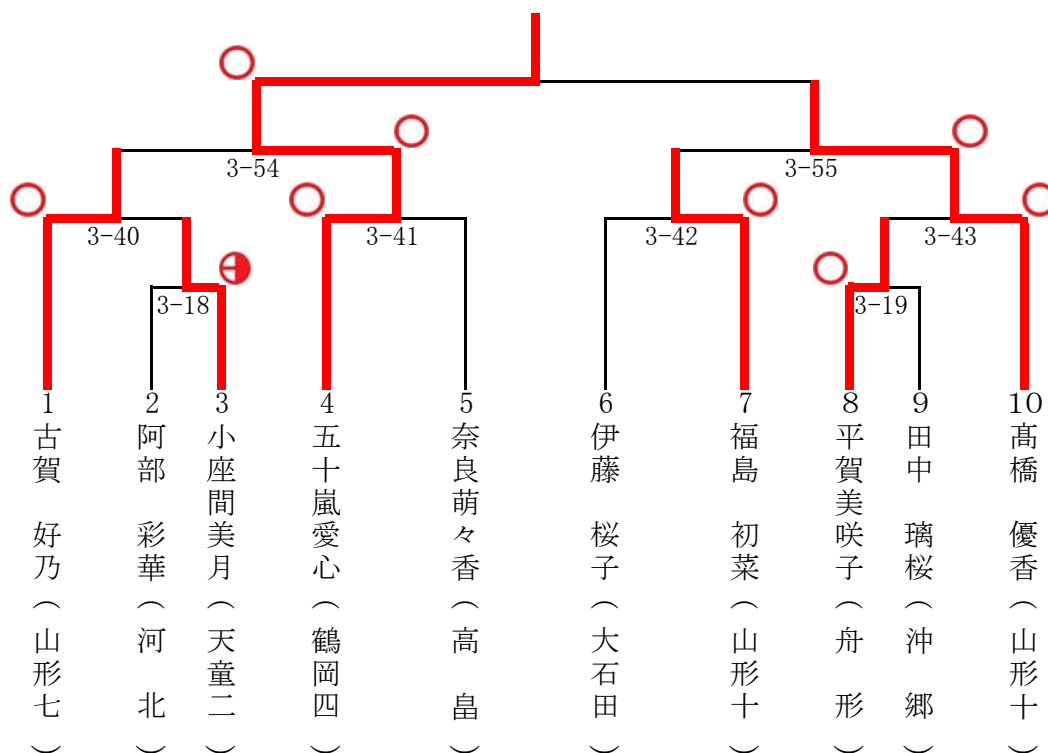 3-54
3-55
3-40
3-41
3-42
3-43
3-18
3-19
1
2
3
4
5
6
7
8
9
10
古賀 好乃(山形七)
阿部 彩華(河 北)
小座間美月(天童二)
五十嵐愛心(鶴岡四)
奈良萌々香(高 畠)
伊藤 桜子(大石田)
福島 初菜(山形十)
平賀美咲子(舟 形)
田中 璃桜(沖 郷)
髙橋 優香(山形十)